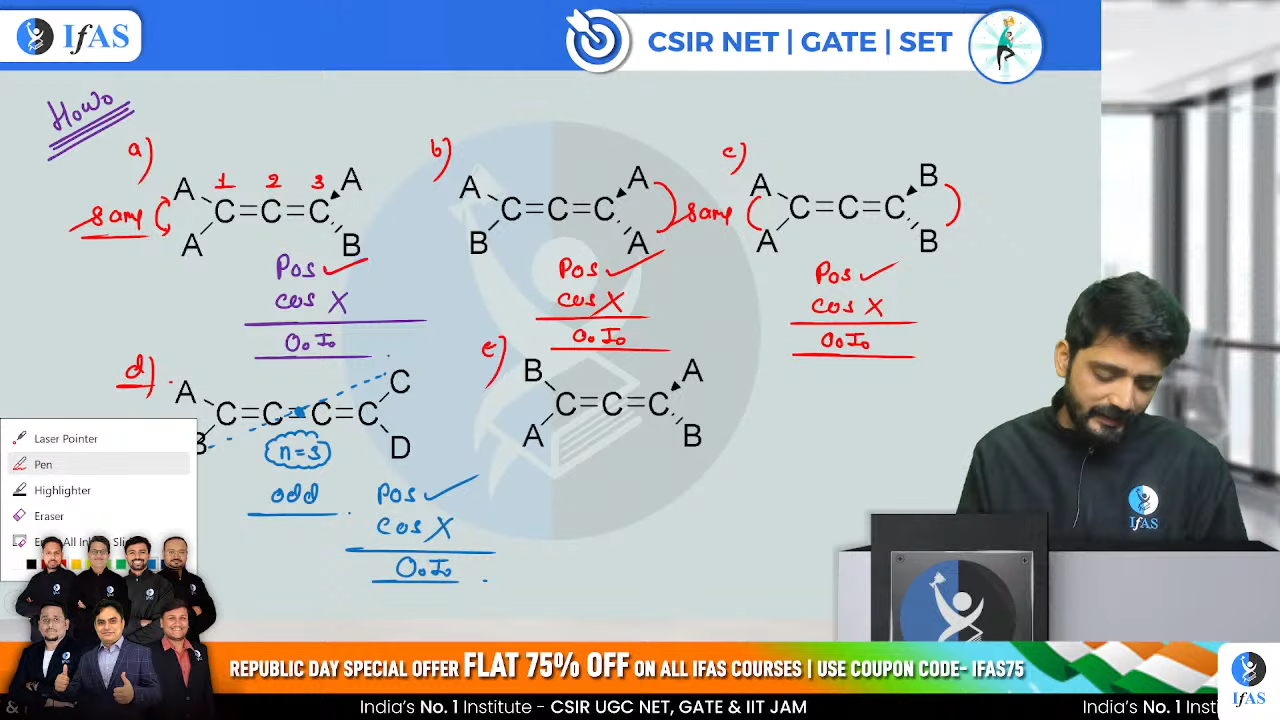 IfAS
CSIR NET | GATE | SET
HoWo
a)
A 1 2 3 A
same C=C=C
A B
Pos ✓
cos X
O.I.
b)
A A
C=C=C same
B A
Pos ✓
cos X
O.I.
c)
A B
C=C=C
A B
Pos ✓
cos X
O.I.
d)
A C
C=C=C=C
B D
n=3
odd
Pos ✓
cos X
O.I.
e)
B A
C=C=C
A B
Laser Pointer
Pen
Highlighter
Eraser
IfAS
REPUBLIC DAY SPECIAL OFFER FLAT 75% OFF ON ALL IFAS COURSES | USE COUPON CODE- IFAS75
IfAS
India's No. 1 Institute - CSIR UGC NET, GATE & IIT JAM
India's No. 1 Insti